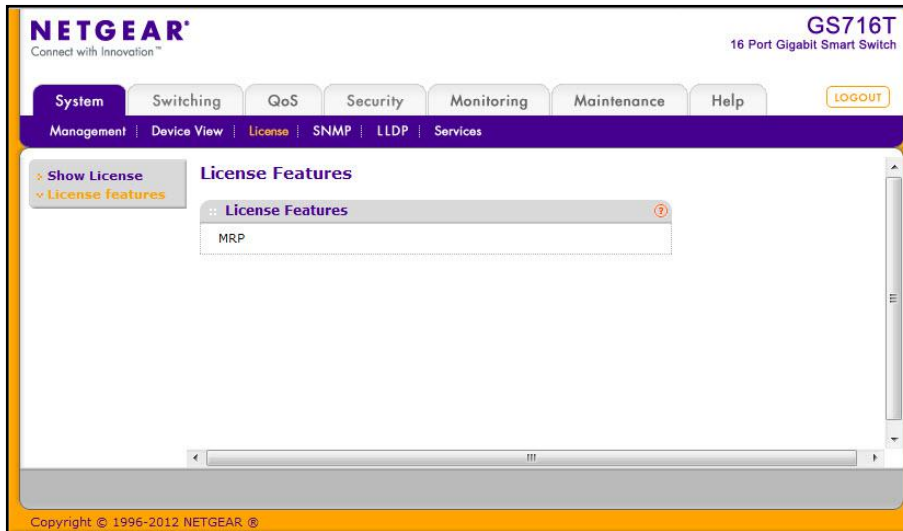 NETGEAR®
Connect with Innovation™
GS716T
16 Port Gigabit Smart Switch
System
Switching
QoS
Security
Monitoring
Maintenance
Help
LOGOUT
Management
Device View
License
SNMP
LLDP
Services
Show License
License features
License Features
License Features
?
MRP
Copyright © 1996-2012 NETGEAR ®